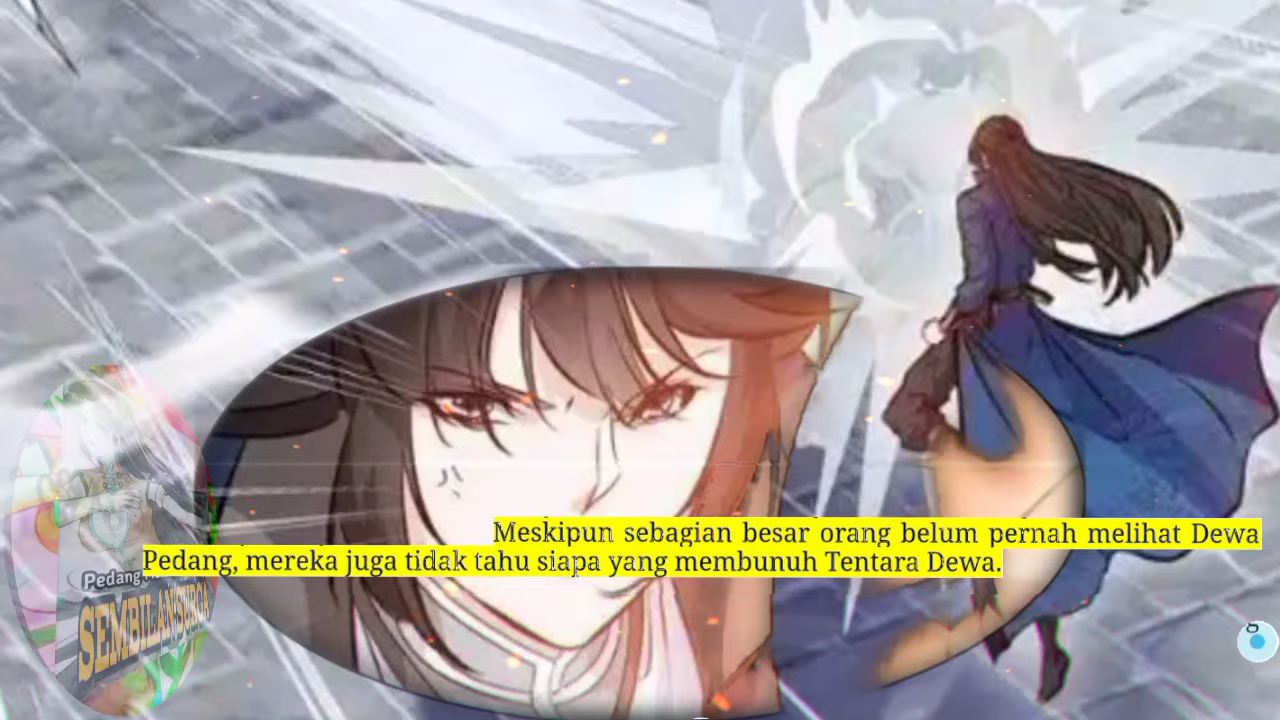 Meskipun sebagian besar orang belum pernah melihat Dewa
Pedang, mereka juga tidak tahu siapa yang membunuh Tentara Dewa.
Pedang
SEMBILAN SURGA